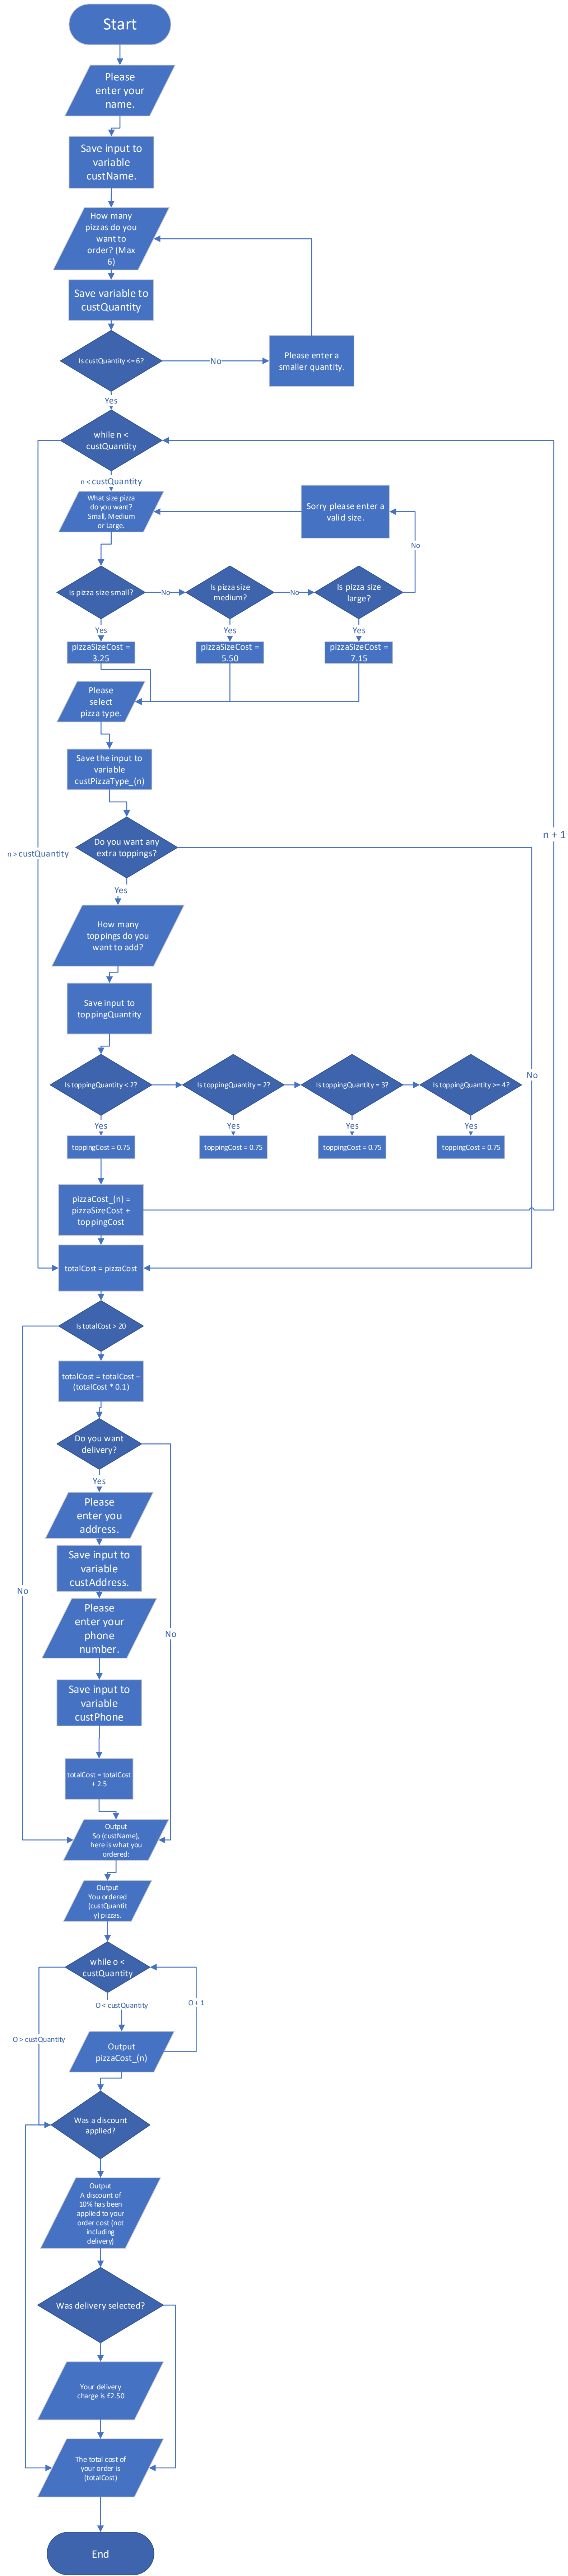 Start
Please
enter your
name.
Save input to
variable
custName.
How many
pizzas do you
want to
order? (Max
6)
Save variable to
custQuantity
Is custQuantity <= 6?
No
Please enter a
smaller quantity.
Yes
while n <
custQuantity
n < custQuantity
What size pizza
do you want?
Small, Medium
or Large.
Sorry please enter a
valid size.
No
Is pizza size small?
No
Is pizza size
medium?
No
Is pizza size
large?
Yes
Yes
Yes
pizzaSizeCost =
3.25
pizzaSizeCost =
5.50
pizzaSizeCost =
7.15
Please
select
pizza type.
Save the input to
variable
custPizzaType_(n)
n + 1
Do you want any
extra toppings?
n > custQuantity
Yes
How many
toppings do you
want to add?
Save input to
toppingQuantity
No
Is toppingQuantity < 2?
Is toppingQuantity = 2?
Is toppingQuantity = 3?
Is toppingQuantity >= 4?
Yes
Yes
Yes
Yes
toppingCost = 0.75
toppingCost = 0.75
toppingCost = 0.75
toppingCost = 0.75
pizzaCost_(n) =
pizzaSizeCost +
toppingCost
totalCost = pizzaCost
Is totalCost > 20
totalCost = totalCost –
(totalCost * 0.1)
Do you want
delivery?
Yes
Please
enter you
address.
Save input to
variable
custAddress.
No
Please
enter your
phone
number.
No
Save input to
variable
custPhone
totalCost = totalCost
+ 2.5
Output
So (custName),
here is what you
ordered:
Output
You ordered
(custQuantit
y) pizzas.
while o <
custQuantity
O < custQuantity
O + 1
O > custQuantity
Output
pizzaCost_(n)
Was a discount
applied?
Output
A discount of
10% has been
applied to your
order cost (not
including
delivery)
Was delivery selected?
Your delivery
charge is £2.50
The total cost of
your order is
(totalCost)
End